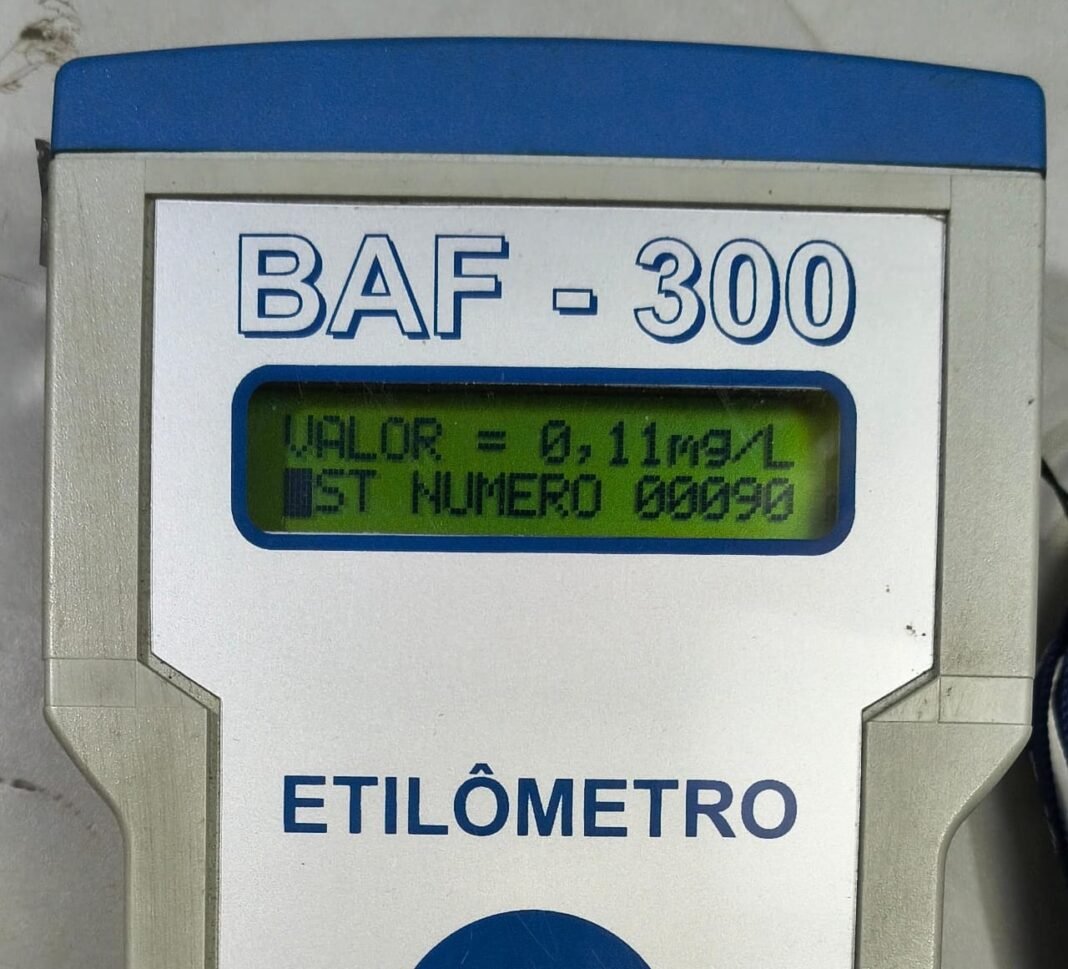 BAF - 300
VALOR = 0,11mg/L
ST NUMERO 00090
ETILÔMETRO